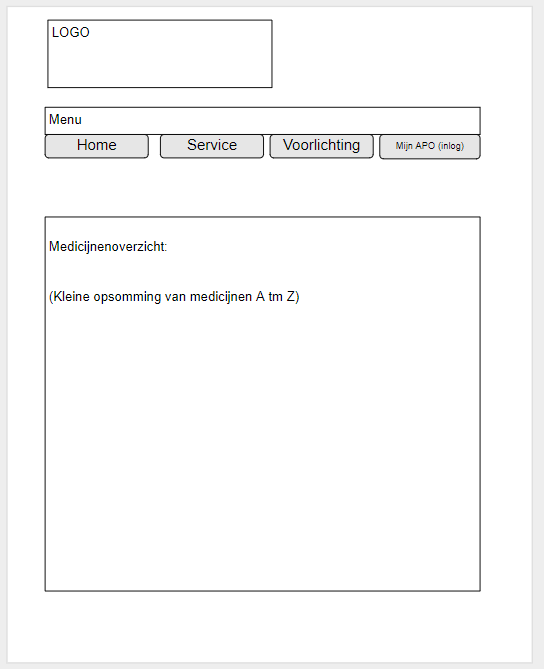 LOGO
Menu
Home
Service
Voorlichting
Mijn APO (inlog)
Medicijnenoverzicht:
(Kleine opsomming van medicijnen A tm Z)